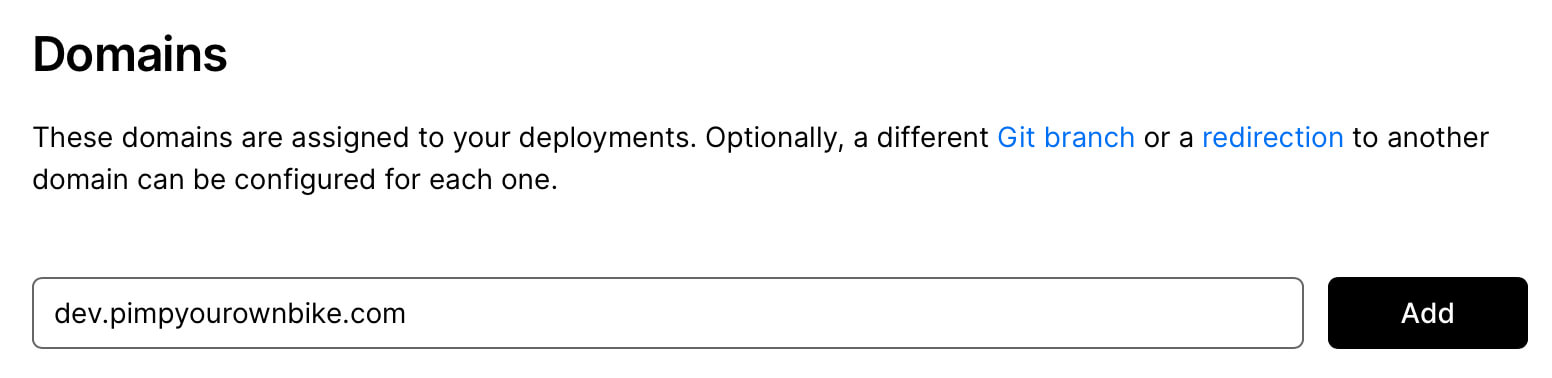 Domains
These domains are assigned to your deployments. Optionally, a different Git branch or a redirection to another
domain can be configured for each one.
dev.pimpyourownbike.com
Add